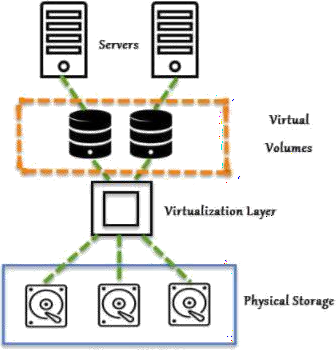 Servers
Virtual
Volumes
Virtualization Layer
Physical Storage